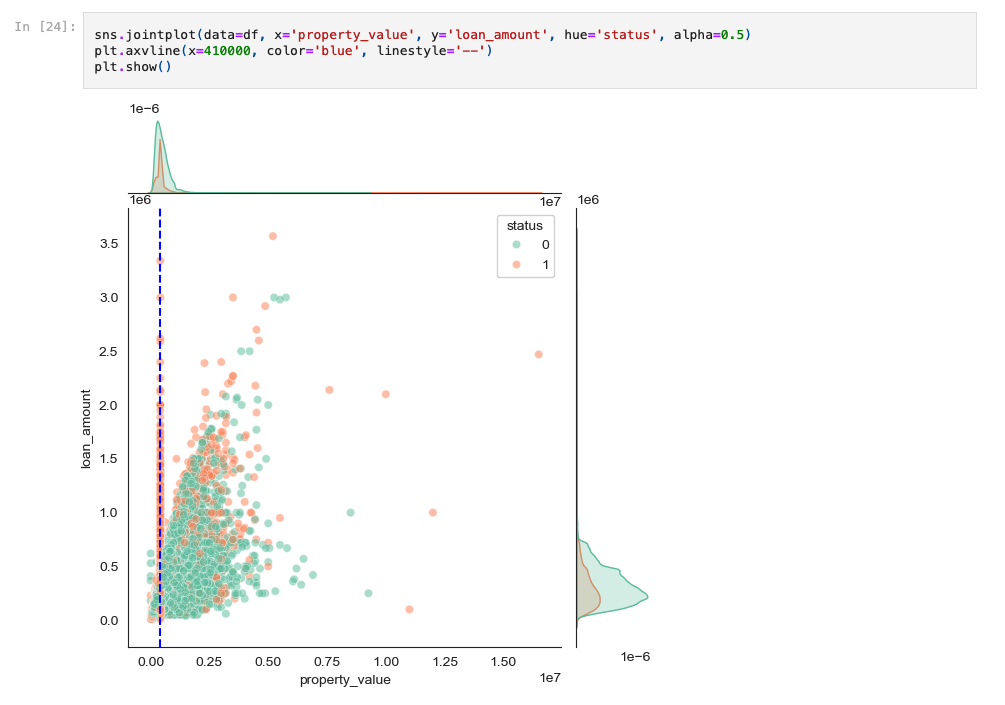 In [24]:
sns.jointplot(data=df, x='property_value', y='loan_amount', hue='status', alpha=0.5)
plt.axvline(x=410000, color='blue', linestyle='--')
plt.show()
1e−6
1e6
1e7
1e6
status
0
1
3.5
3.0
2.5
2.0
1.5
1.0
0.5
0.0
loan_amount
0.00 0.25 0.50 0.75 1.00 1.25 1.50
property_value
1e7
1e−6